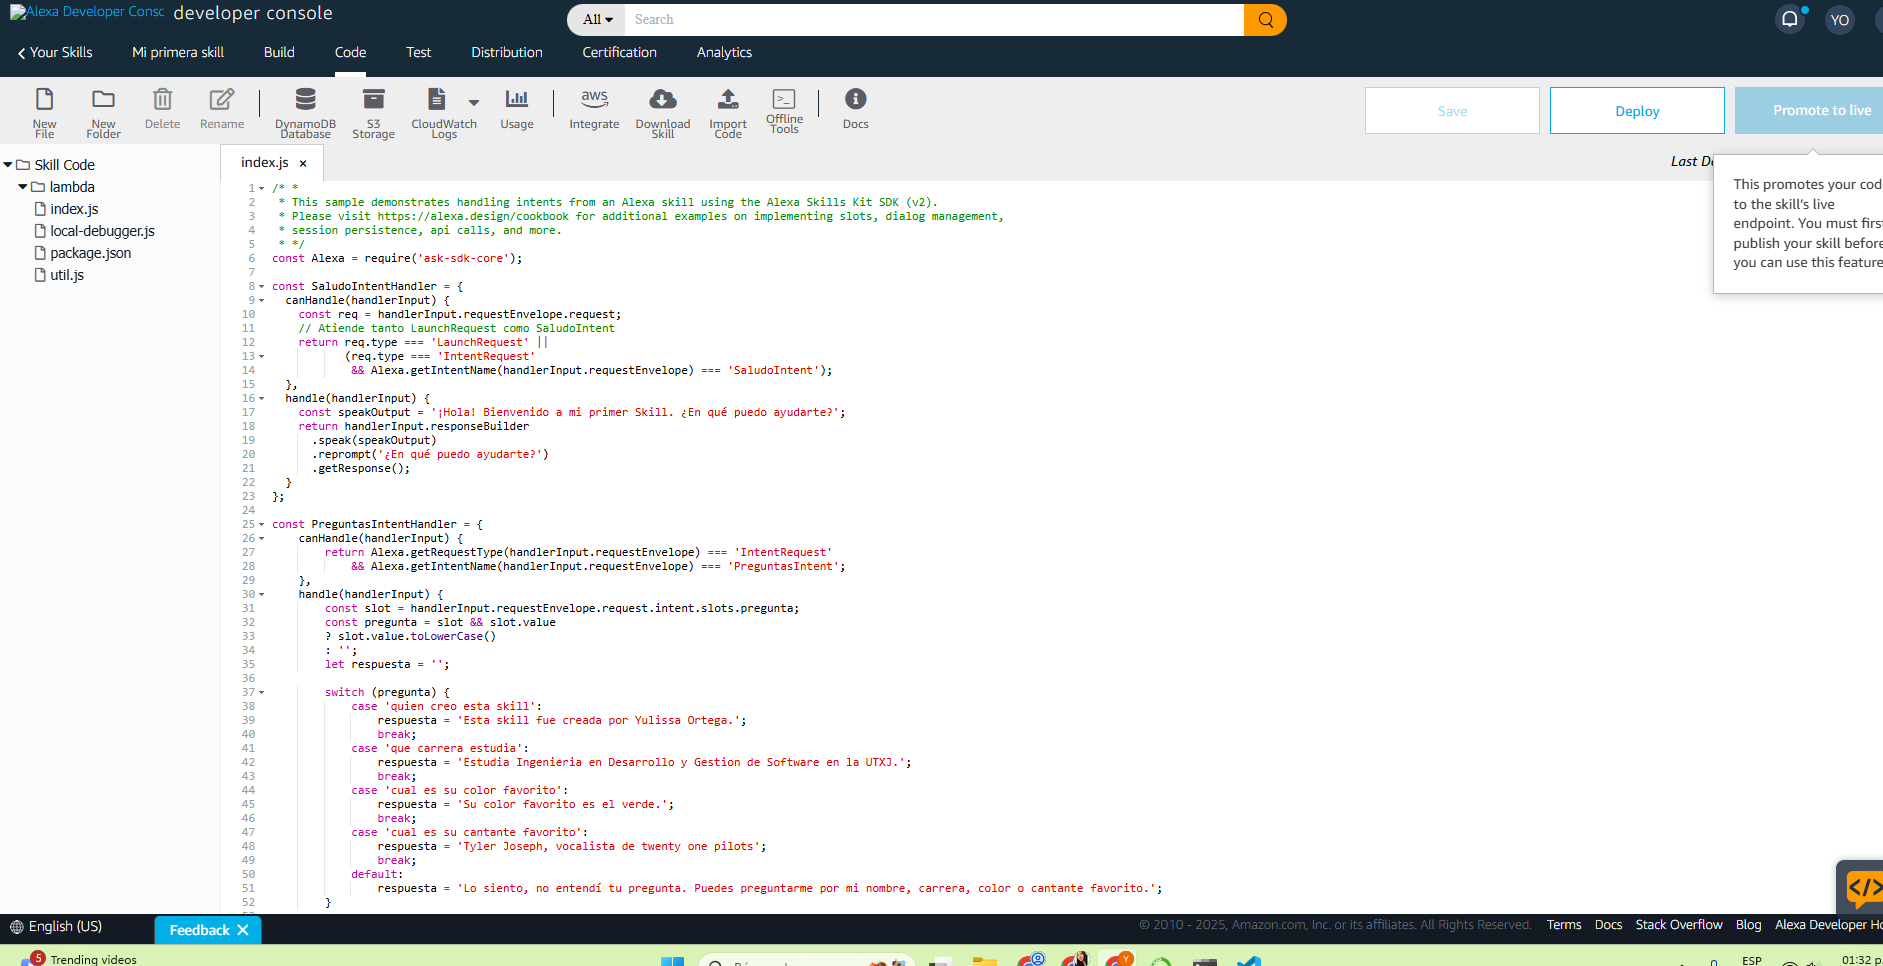 Alexa Developer Consc developer console
All Search
YO
Your Skills Mi primera skill Build Code Test Distribution Certification Analytics
New File New Folder Delete Rename DynamoDB Database S3 Storage CloudWatch Logs Usage aws Integrate Download Skill Import Code Offline Tools Docs
Save Deploy Promote to live
Skill Code
lambda
index.js
local-debugger.js
package.json
util.js
index.js ×
Last De
This promotes your cod
to the skill's live
endpoint. You must first
publish your skill before
you can use this feature
1 /* *
2 * This sample demonstrates handling intents from an Alexa skill using the Alexa Skills Kit SDK (v2).
3 * Please visit https://alexa.design/cookbook for additional examples on implementing slots, dialog management,
4 * session persistence, api calls, and more.
5 * */
6 const Alexa = require('ask-sdk-core');
7
8 const SaludoIntentHandler = {
9 canHandle(handlerInput) {
10 const req = handlerInput.requestEnvelope.request;
11 // Atiende tanto LaunchRequest como SaludoIntent
12 return req.type === 'LaunchRequest' ||
13 (req.type === 'IntentRequest'
14 && Alexa.getIntentName(handlerInput.requestEnvelope) === 'SaludoIntent');
15 },
16 handle(handlerInput) {
17 const speakOutput = '¡Hola! Bienvenido a mi primer Skill. ¿En qué puedo ayudarte?';
18 return handlerInput.responseBuilder
19 .speak(speakOutput)
20 .reprompt('¿En qué puedo ayudarte?')
21 .getResponse();
22 }
23 };
24
25 const PreguntasIntentHandler = {
26 canHandle(handlerInput) {
27 return Alexa.getRequestType(handlerInput.requestEnvelope) === 'IntentRequest'
28 && Alexa.getIntentName(handlerInput.requestEnvelope) === 'PreguntasIntent';
29 },
30 handle(handlerInput) {
31 const slot = handlerInput.requestEnvelope.request.intent.slots.pregunta;
32 const pregunta = slot && slot.value
33 ? slot.value.toLowerCase()
34 : '';
35 let respuesta = '';
36
37 switch (pregunta) {
38 case 'quien creo esta skill':
39 respuesta = 'Esta skill fue creada por Yulissa Ortega.';
40 break;
41 case 'que carrera estudia':
42 respuesta = 'Estudia Ingenieria en Desarrollo y Gestion de Software en la UTXJ.';
43 break;
44 case 'cual es su color favorito':
45 respuesta = 'Su color favorito es el verde.';
46 break;
47 case 'cual es su cantante favorito':
48 respuesta = 'Tyler Joseph, vocalista de twenty one pilots';
49 break;
50 default:
51 respuesta = 'Lo siento, no entendí tu pregunta. Puedes preguntarme por mi nombre, carrera, color o cantante favorito.';
52 }
English (US) Feedback © 2010 - 2025, Amazon.com, Inc. or its affiliates. All Rights Reserved. Terms Docs Stack Overflow Blog Alexa Developer Ho
5 Trending videos Y ESP 01:32 p.